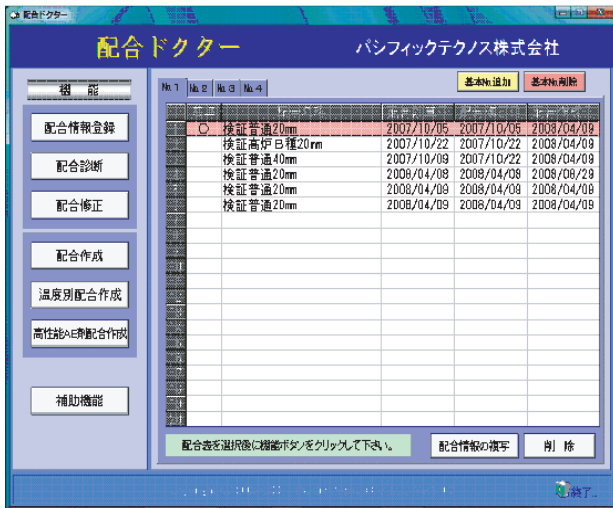 配合ドクター
配合ドクター
パシフィックテクノス株式会社
機 能
配合情報登録
配合診断
配合修正
配合作成
温度別配合作成
高性能AE剤配合作成
補助機能
No.1 No.2 No.3 No.4
基本No.追加 基本No.削除
○ 検証普通20mm 2007/10/05 2007/10/05 2008/04/09
検証高炉B種20mm 2007/10/22 2007/10/22 2008/04/09
検証普通40mm 2007/10/09 2007/10/22 2008/04/09
検証普通20mm 2008/04/08 2008/04/08 2008/08/29
検証普通20mm 2008/04/09 2008/04/09 2008/04/09
検証普通20mm 2008/04/09 2008/04/09 2008/04/09
配合表を選択後に機能ボタンをクリックして下さい。
配合情報の複写 削 除
終了